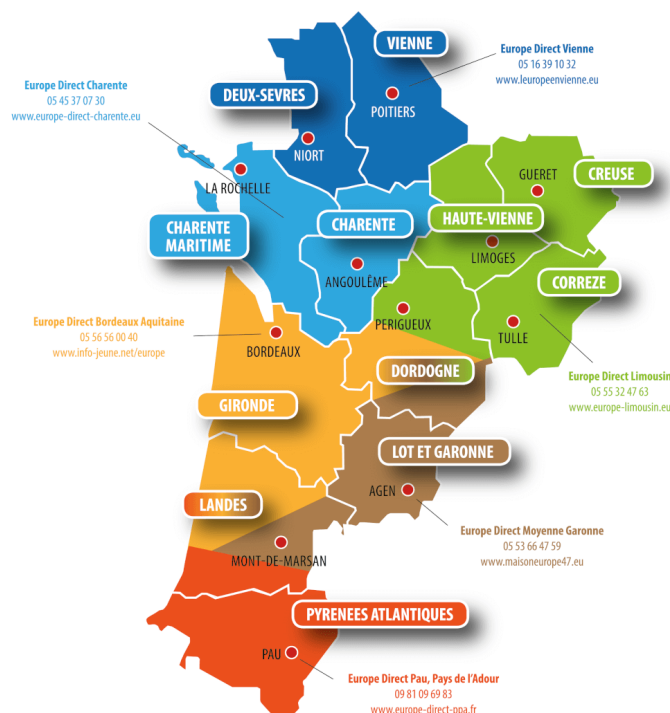 VIENNE
Europe Direct Vienne
05 16 39 10 32
www.leuropeenvienne.eu
Europe Direct Charente
05 45 37 07 30
www.europe-direct-charente.eu
DEUX-SEVRES
POITIERS
NIORT
LA ROCHELLE
GUERET
CREUSE
CHARENTE
MARITIME
CHARENTE
HAUTE-VIENNE
LIMOGES
ANGOULÊME
CORREZE
PERIGUEUX
TULLE
Europe Direct Bordeaux Aquitaine
05 56 56 00 40
www.info-jeune.net/europe
BORDEAUX
DORDOGNE
Europe Direct Limousin
05 55 32 47 63
www.europe-limousin.eu
GIRONDE
LOT ET GARONNE
AGEN
LANDES
Europe Direct Moyenne Garonne
05 53 66 47 59
www.maisoneurope47.eu
MONT-DE-MARSAN
PYRENEES ATLANTIQUES
PAU
Europe Direct Pau, Pays de l’Adour
09 81 09 69 83
www.europe-direct-ppa.fr